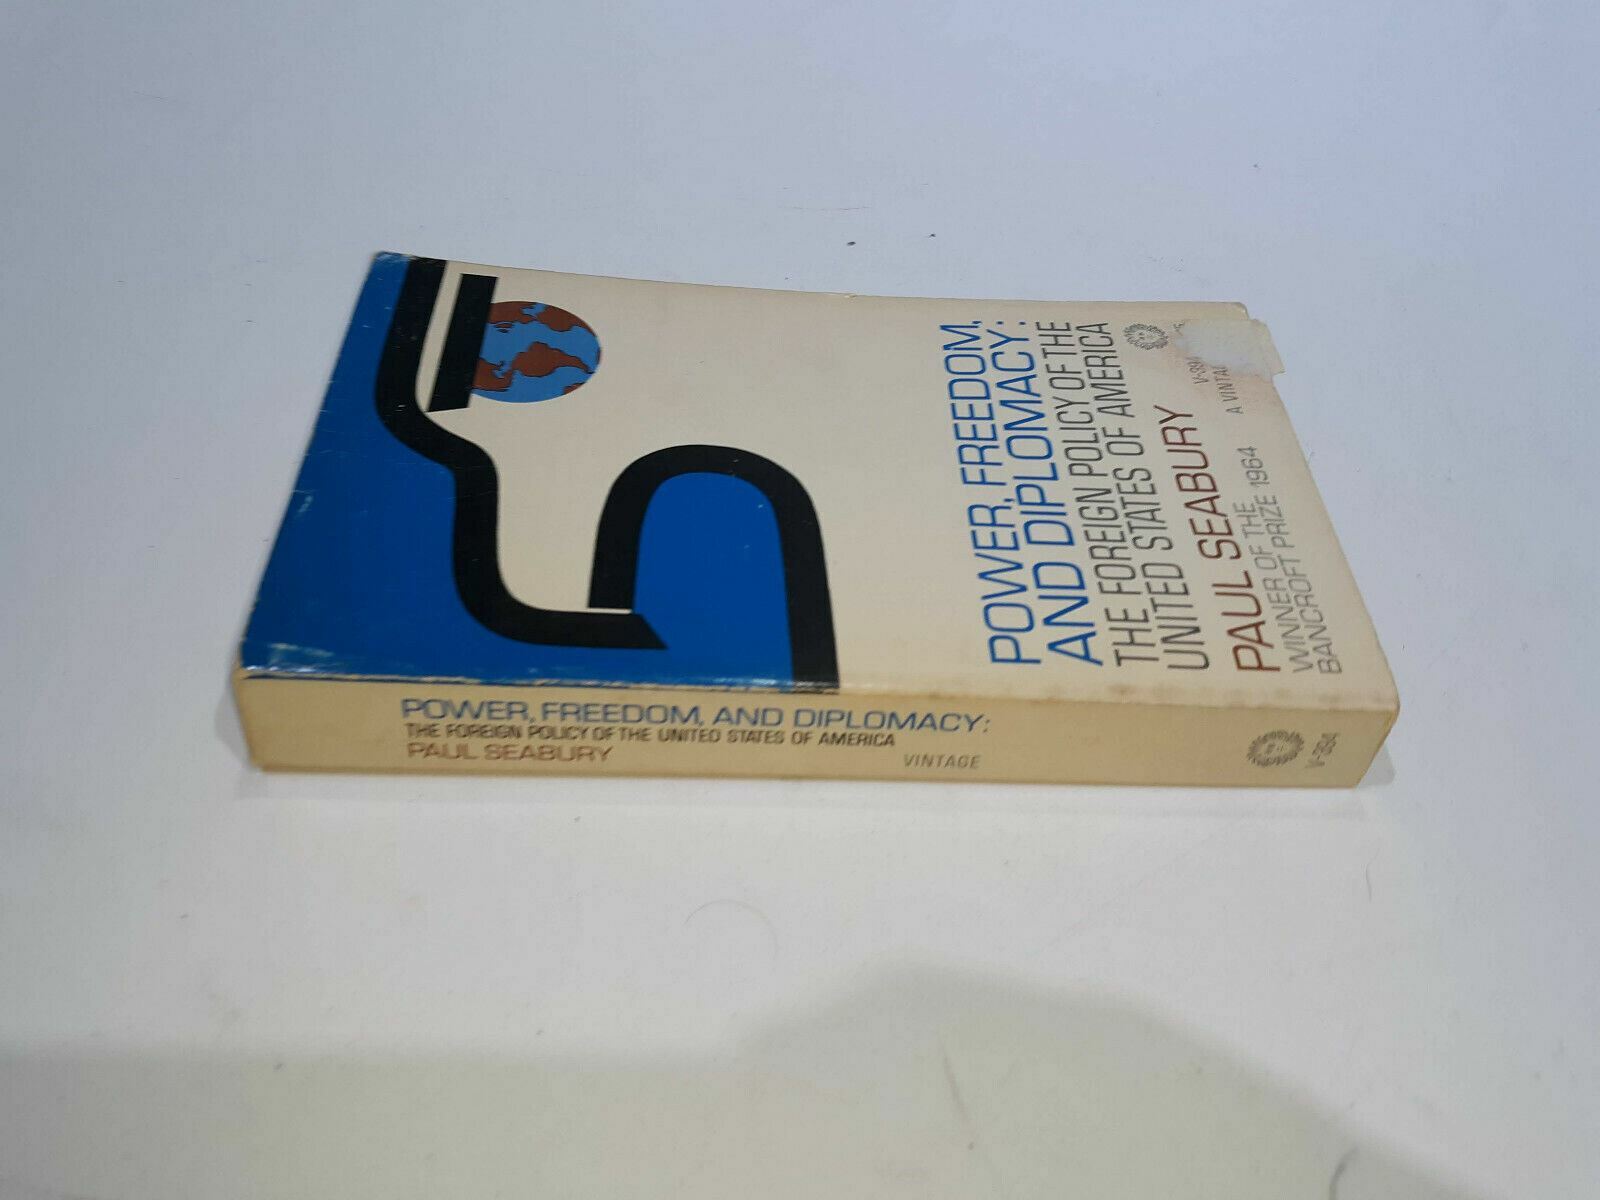 POWER, FREEDOM,
AND DIPLOMACY:
THE FOREIGN POLICY OF THE
UNITED STATES OF AMERICA
PAUL SEABURY
WINNER OF THE
BANCROFT PRIZE 1964
V-394
A
POWER, FREEDOM, AND DIPLOMACY:
THE FOREIGN POLICY OF THE UNITED STATES OF AMERICA
PAUL SEABURY
VINTAGE
V-394